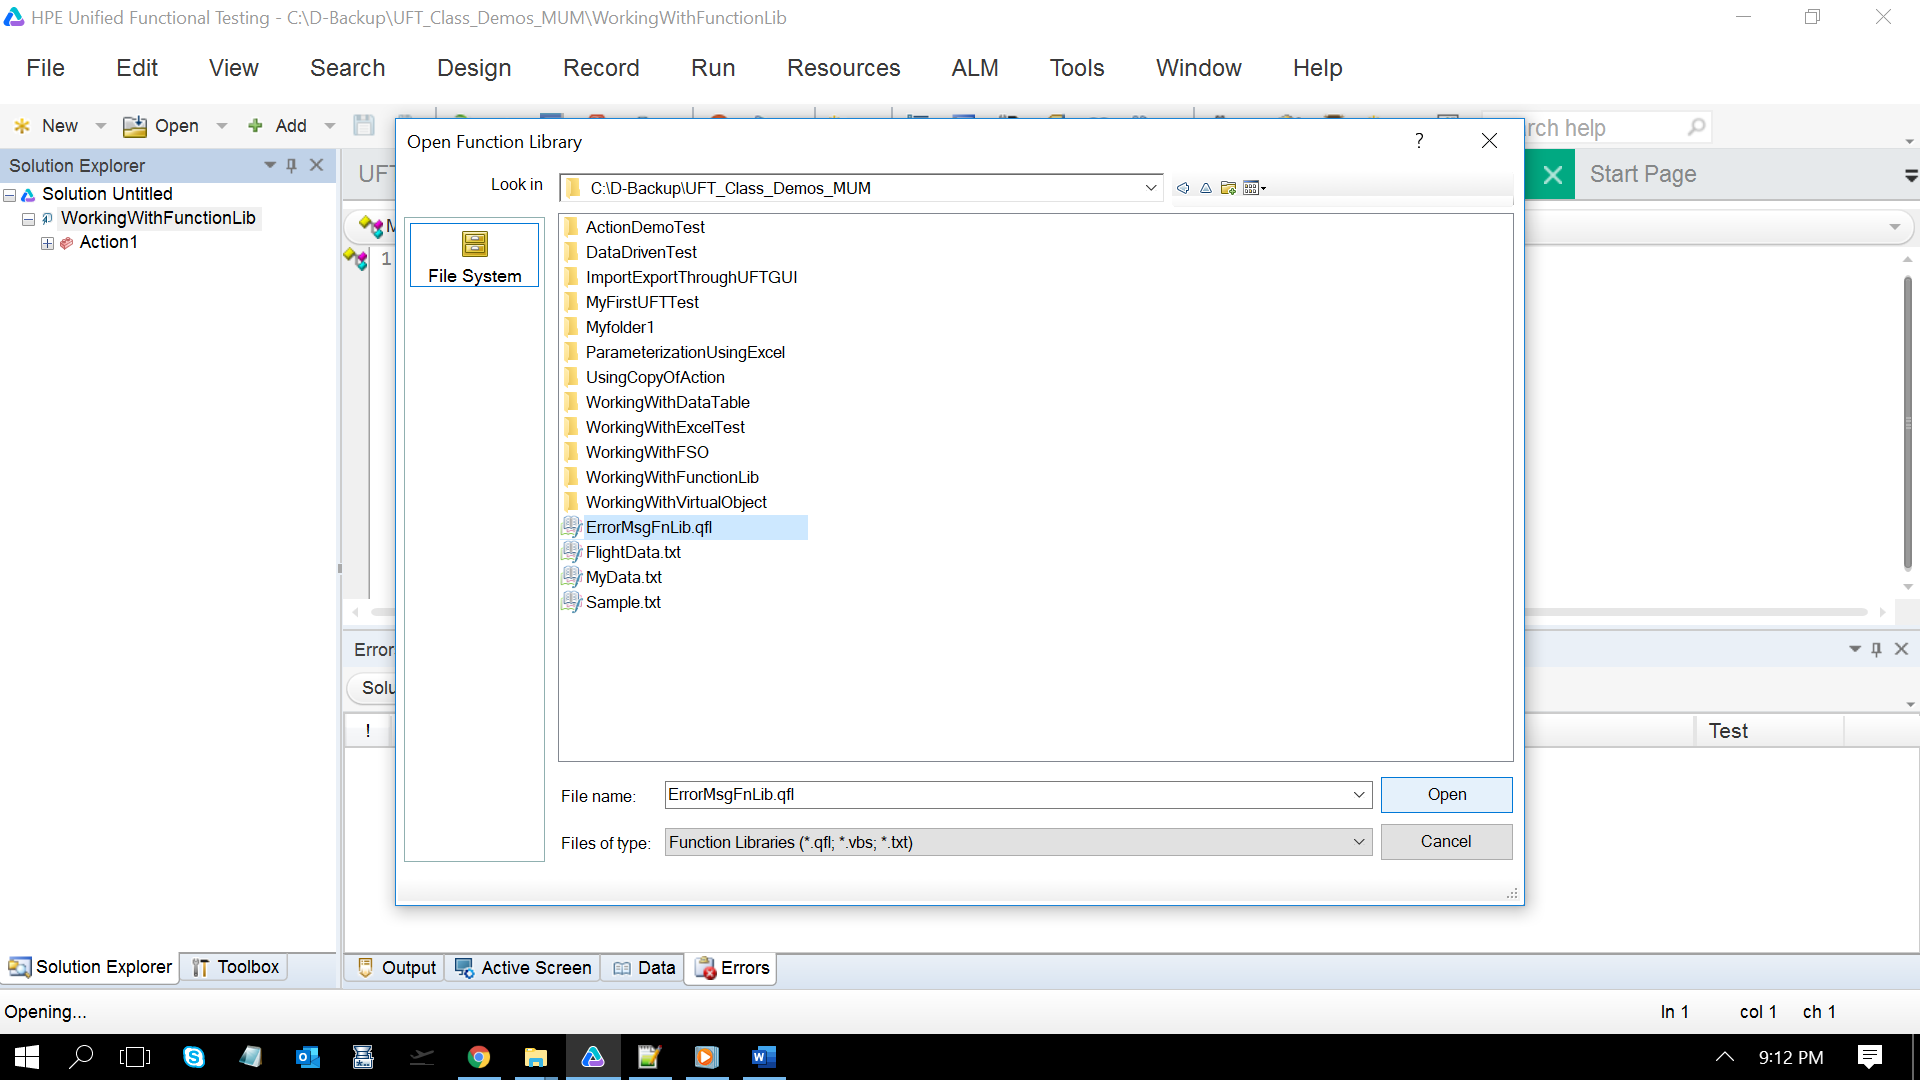 HPE Unified Functional Testing - C:\D-Backup\UFT_Class_Demos_MUM\WorkingWithFunctionLib
File Edit View Search Design Record Run Resources ALM Tools Window Help
New Open Add
rch help
Solution Explorer
Solution Untitled
WorkingWithFunctionLib
Action1
UFT
Start Page
1
Open Function Library
?
Look in C:\D-Backup\UFT_Class_Demos_MUM
File System
ActionDemoTest
DataDrivenTest
ImportExportThroughUFTGUI
MyFirstUFTTest
Myfolder1
ParameterizationUsingExcel
UsingCopyOfAction
WorkingWithDataTable
WorkingWithExcelTest
WorkingWithFSO
WorkingWithFunctionLib
WorkingWithVirtualObject
ErrorMsgFnLib.qfl
FlightData.txt
MyData.txt
Sample.txt
File name: ErrorMsgFnLib.qfl Open
Files of type: Function Libraries (*.qfl; *.vbs; *.txt) Cancel
Error
Solu
! Test
Solution Explorer Toolbox
Output Active Screen Data Errors
Opening... ln 1 col 1 ch 1
9:12 PM